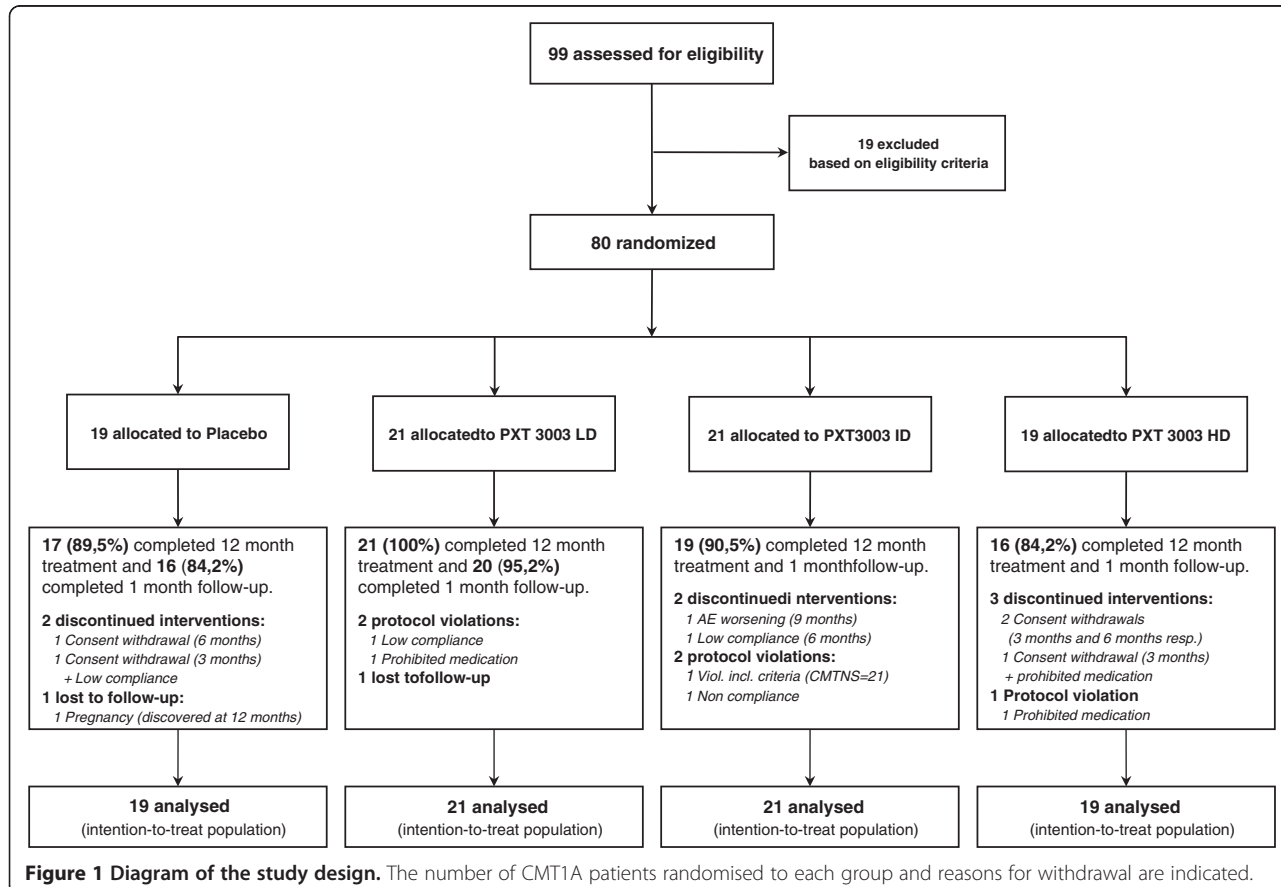 99 assessed for eligibility
19 excluded
based on eligibility criteria
80 randomized
19 allocated to Placebo
21 allocatedto PXT 3003 LD
21 allocated to PXT3003 ID
19 allocatedto PXT 3003 HD
17 (89,5%) completed 12 month
treatment and 16 (84,2%)
completed 1 month follow-up.
2 discontinued interventions:
1 Consent withdrawal (6 months)
1 Consent withdrawal (3 months)
+ Low compliance
1 lost to follow-up:
1 Pregnancy (discovered at 12 months)
21 (100%) completed 12 month
treatment and 20 (95,2%)
completed 1 month follow-up.
2 protocol violations:
1 Low compliance
1 Prohibited medication
1 lost tofollow-up
19 (90,5%) completed 12 month
treatment and 1 monthfollow-up.
2 discontinuedi nterventions:
1 AE worsening (9 months)
1 Low compliance (6 months)
2 protocol violations:
1 Viol. incl. criteria (CMTNS=21)
1 Non compliance
16 (84,2%) completed 12 month
treatment and 1 month follow-up.
3 discontinued interventions:
2 Consent withdrawals
(3 months and 6 months resp.)
1 Consent withdrawal (3 months)
+ prohibited medication
1 Protocol violation
1 Prohibited medication
19 analysed
(intention-to-treat population)
21 analysed
(intention-to-treat population)
21 analysed
(intention-to-treat population)
19 analysed
(intention-to-treat population)
Figure 1 Diagram of the study design. The number of CMT1A patients randomised to each group and reasons for withdrawal are indicated.